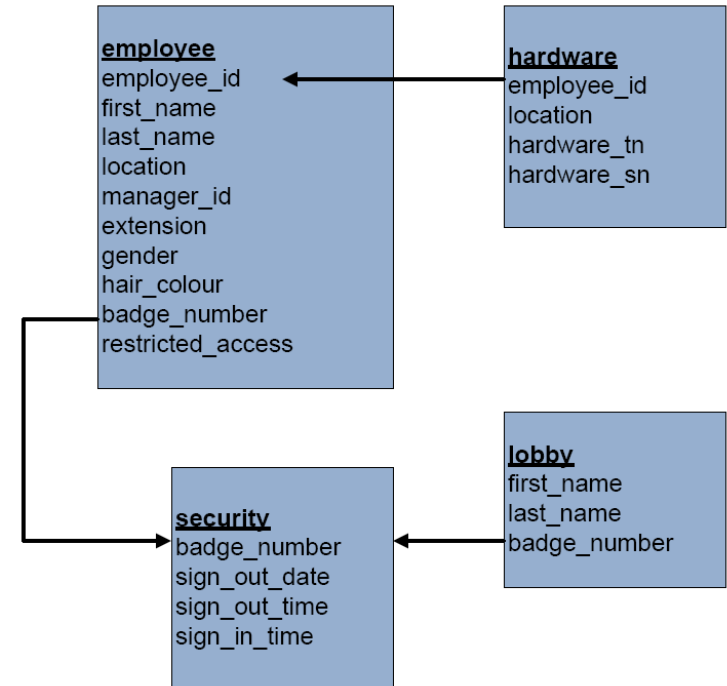 employee
employee_id
first_name
last_name
location
manager_id
extension
gender
hair_colour
badge_number
restricted_access
hardware
employee_id
location
hardware_tn
hardware_sn
security
badge_number
sign_out_date
sign_out_time
sign_in_time
lobby
first_name
last_name
badge_number